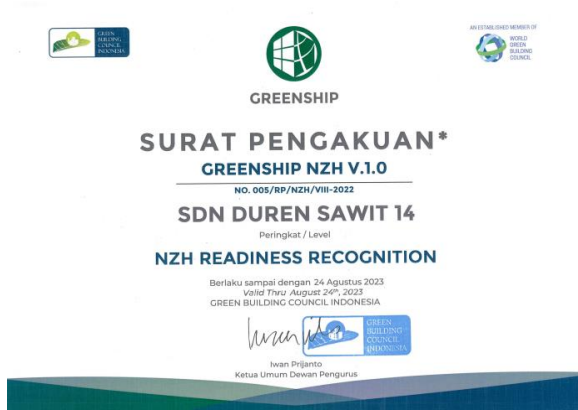 GREEN
BUILDING
COUNCIL
INDONESIA
AN ESTABLISHED MEMBER OF
WORLD
GREEN
BUILDING
COUNCIL
GREENSHIP
SURAT PENGAKUAN*
GREENSHIP NZH V.1.0
NO. 005/RP/NZH/VIII-2022
SDN DUREN SAWIT 14
Peringkat / Level
NZH READINESS RECOGNITION
Berlaku sampai dengan 24 Agustus 2023
Valid Thru August 24th, 2023
GREEN BUILDING COUNCIL INDONESIA
GREEN
BUILDING
COUNCIL
INDONESIA
Iwan Prijanto
Ketua Umum Dewan Pengurus